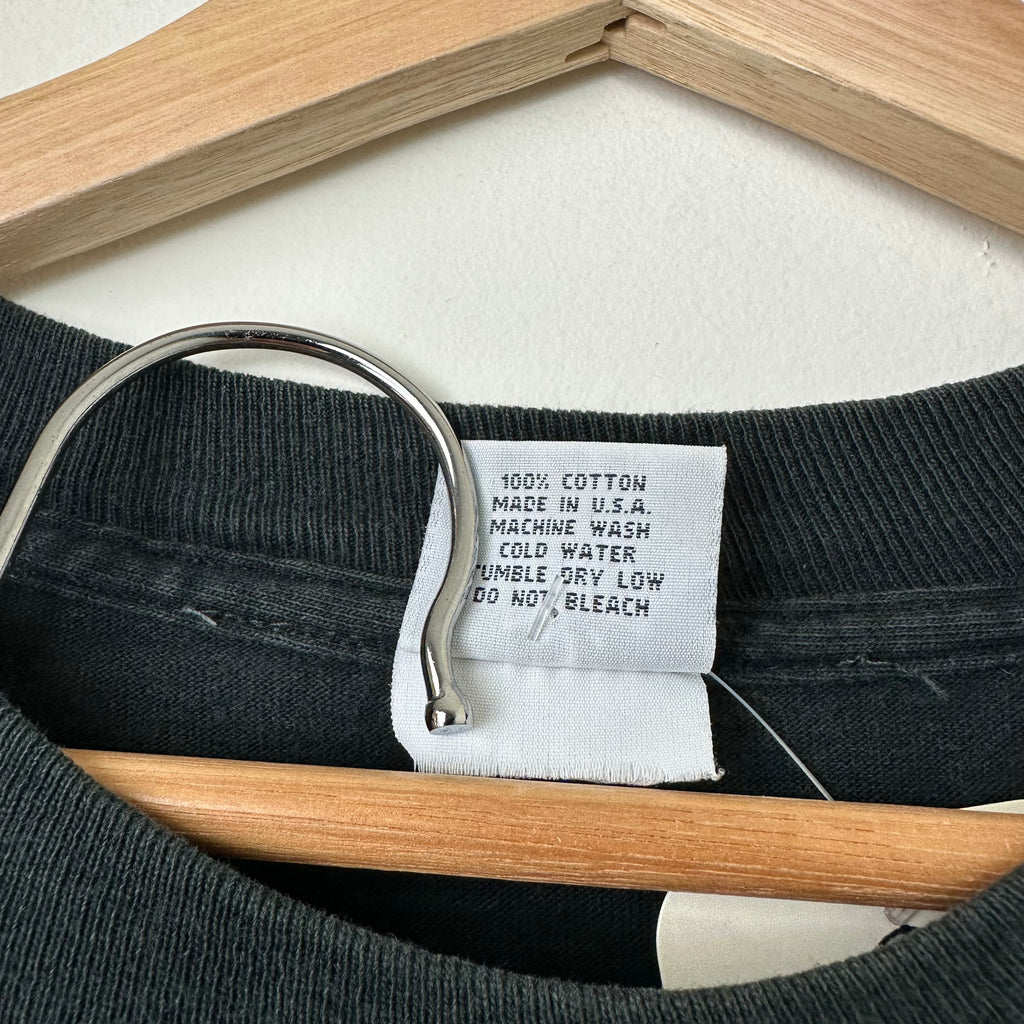 100% COTTON
MADE IN U.S.A.
MACHINE WASH
COLD WATER
TUMBLE DRY LOW
DO NOT BLEACH